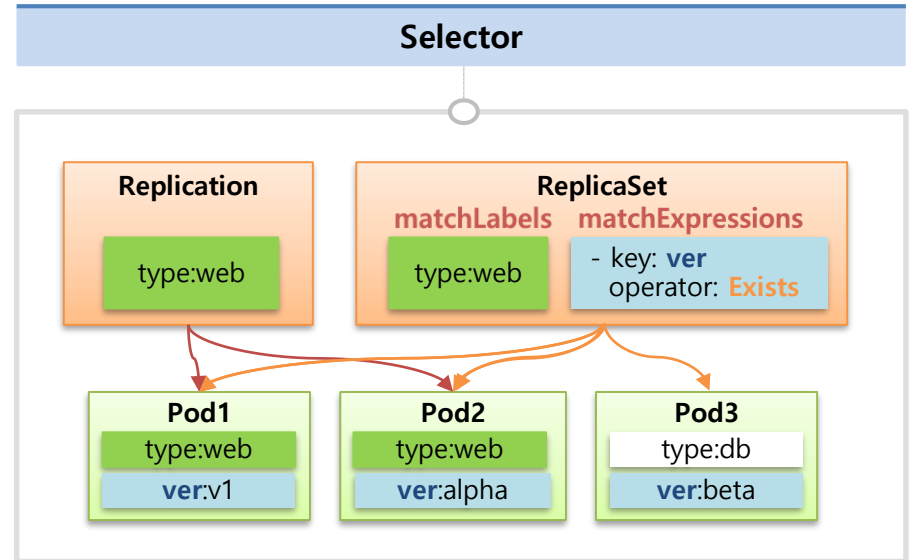 Selector
Replication
type:web
ReplicaSet
matchLabels
matchExpressions
type:web
- key: ver
operator: Exists
Pod1
type:web
ver:v1
Pod2
type:web
ver:alpha
Pod3
type:db
ver:beta